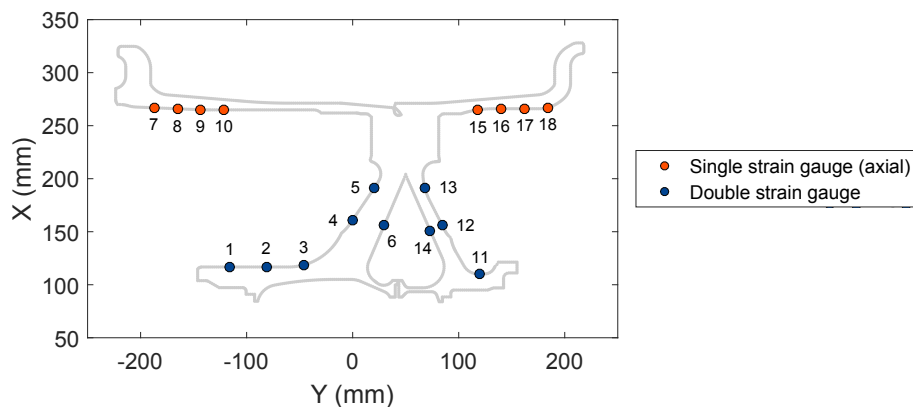 350
300
250
200
150
100
50
X (mm)
-200 -100 0 100 200
Y (mm)
7 8 9 10
15 16 17 18
5 13
4 12
6 14
1 2 3 11
Single strain gauge (axial)
Double strain gauge